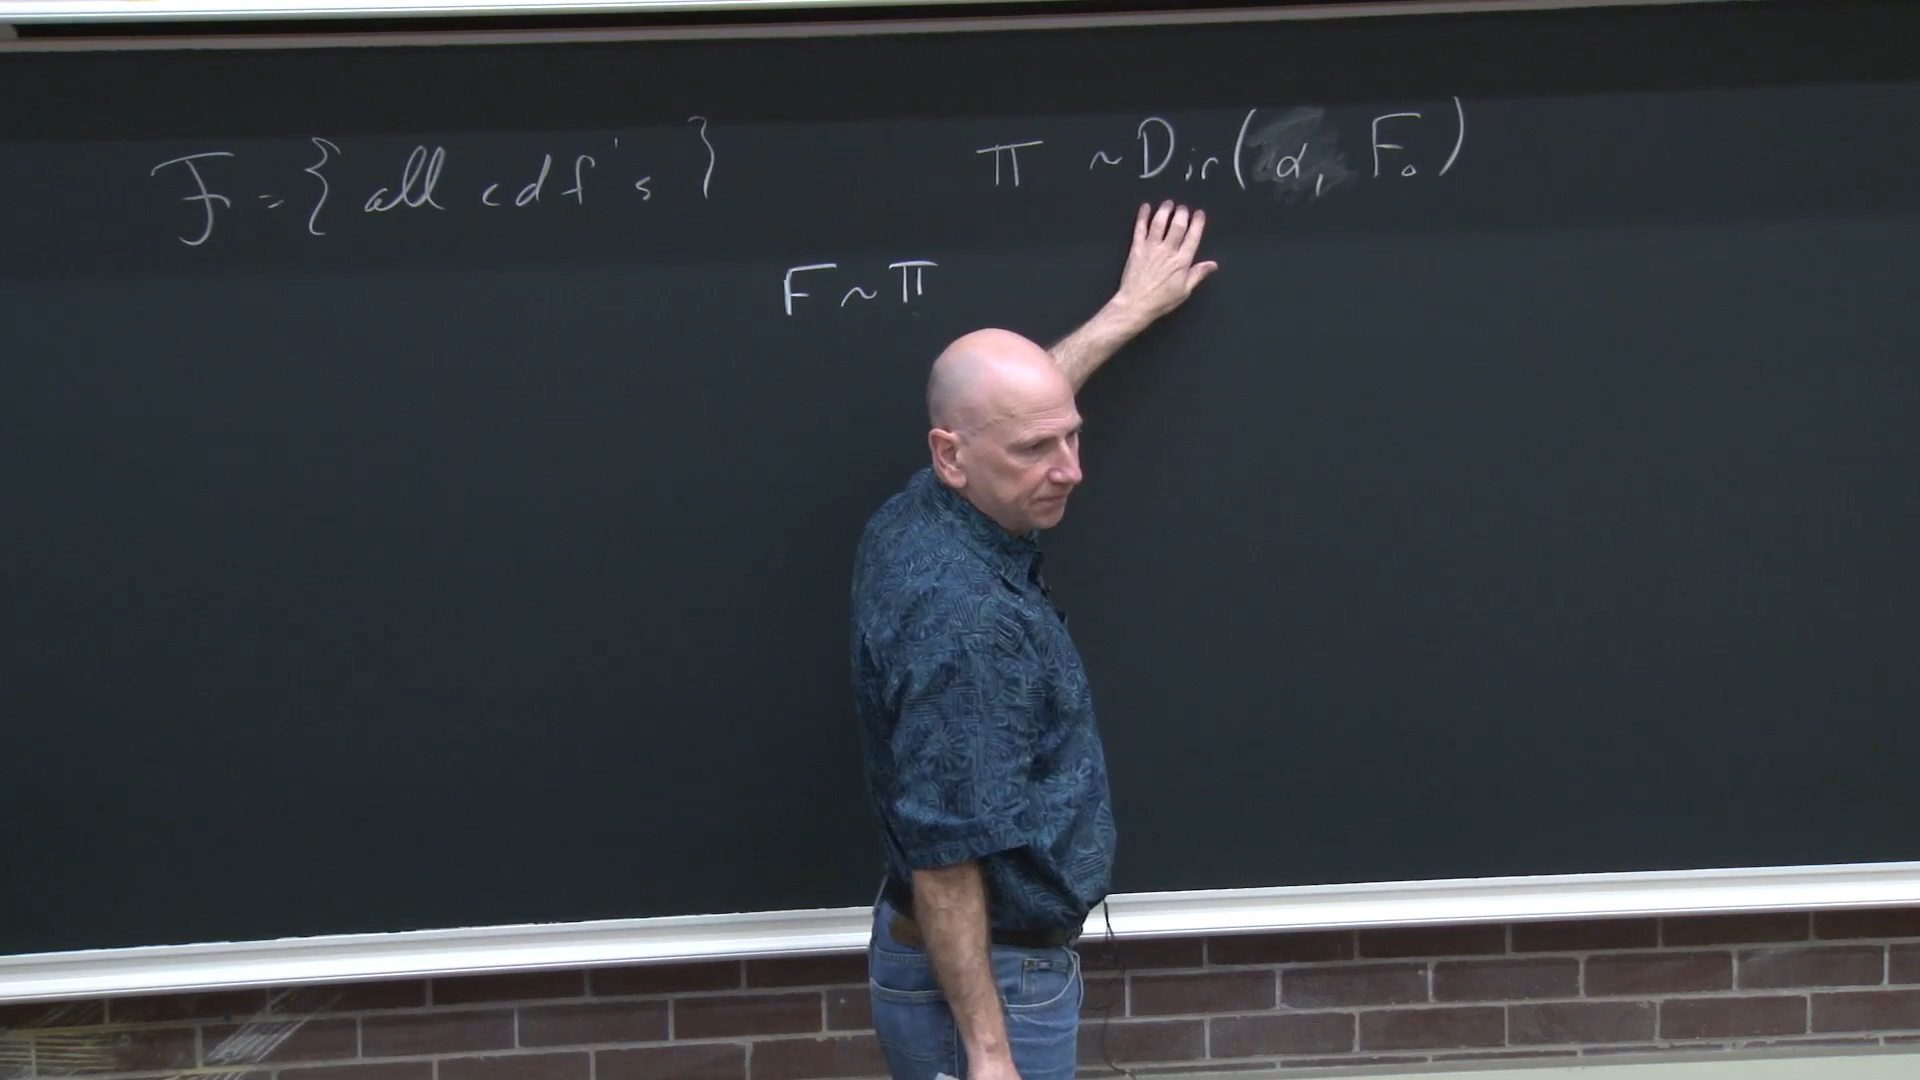 F = { all cdf's }
π ~ Dir(α, F₀)
F ~ π